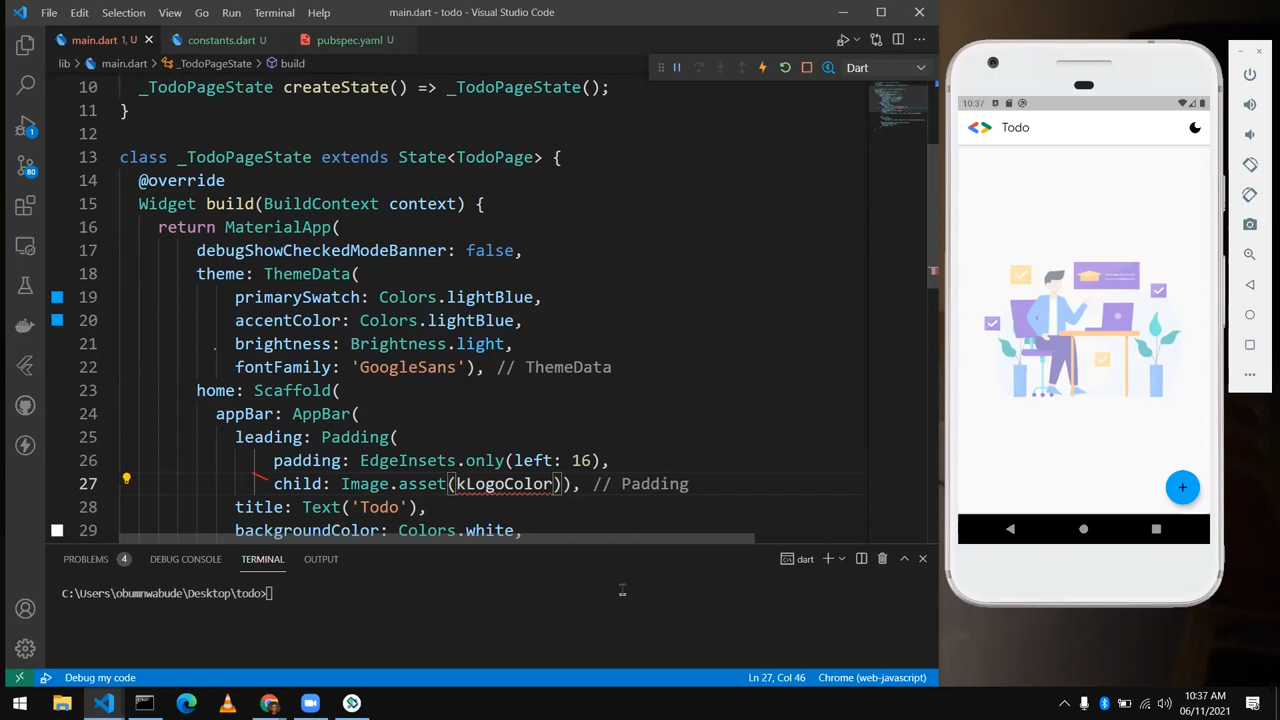 File Edit Selection View Go Run Terminal Help main.dart - todo - Visual Studio Code
main.dart 1, U constants.dart U pubspec.yaml U
lib > main.dart > _TodoPageState > build
Dart
10 _TodoPageState createState() => _TodoPageState();
11 }
12
13 class _TodoPageState extends State<TodoPage> {
14 @override
15 Widget build(BuildContext context) {
16 return MaterialApp(
17 debugShowCheckedModeBanner: false,
18 theme: ThemeData(
19 primarySwatch: Colors.lightBlue,
20 accentColor: Colors.lightBlue,
21 brightness: Brightness.light,
22 fontFamily: 'GoogleSans'), // ThemeData
23 home: Scaffold(
24 appBar: AppBar(
25 leading: Padding(
26 padding: EdgeInsets.only(left: 16),
27 child: Image.asset(kLogoColor)), // Padding
28 title: Text('Todo'),
29 backgroundColor: Colors.white,
PROBLEMS 4 DEBUG CONSOLE TERMINAL OUTPUT dart
C:\Users\obumnwabude\Desktop\todo>
Debug my code Ln 27, Col 46 Chrome (web-javascript)
1
80
10:37
Todo
10:37 AM
06/11/2021